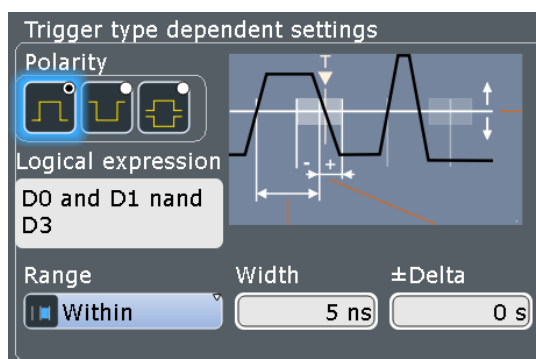 Trigger type dependent settings
Polarity
T
- +
Logical expression
D0 and D1 nand
D3
Range Width ±Delta
Within 5 ns 0 s